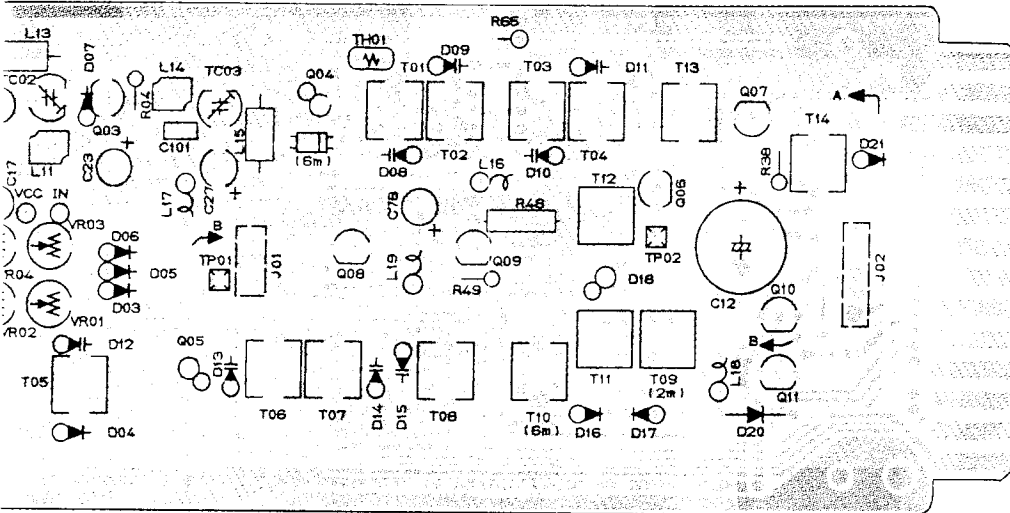 L13
D07
L14
TC03
Q04
TH01
D09
R65
T01
T03
D11
T13
Q07
A
C02
R04
Q03
C101
L15
(6m)
D08
T02
L16
D10
T04
T14
D21
R38
L11
C23
C17
VCC IN
L17
C27
C78
R48
T12
Q06
VR03
D06
B
TP01
J01
Q08
L19
Q09
R49
TP02
D18
C12
J02
R04
D05
D03
Q10
VR02
VR01
D12
Q05
D13
B
T05
D14
D15
T11
T09
(2m)
L18
Q11
T06
T07
T08
T10
(6m)
D04
D16
D17
D20